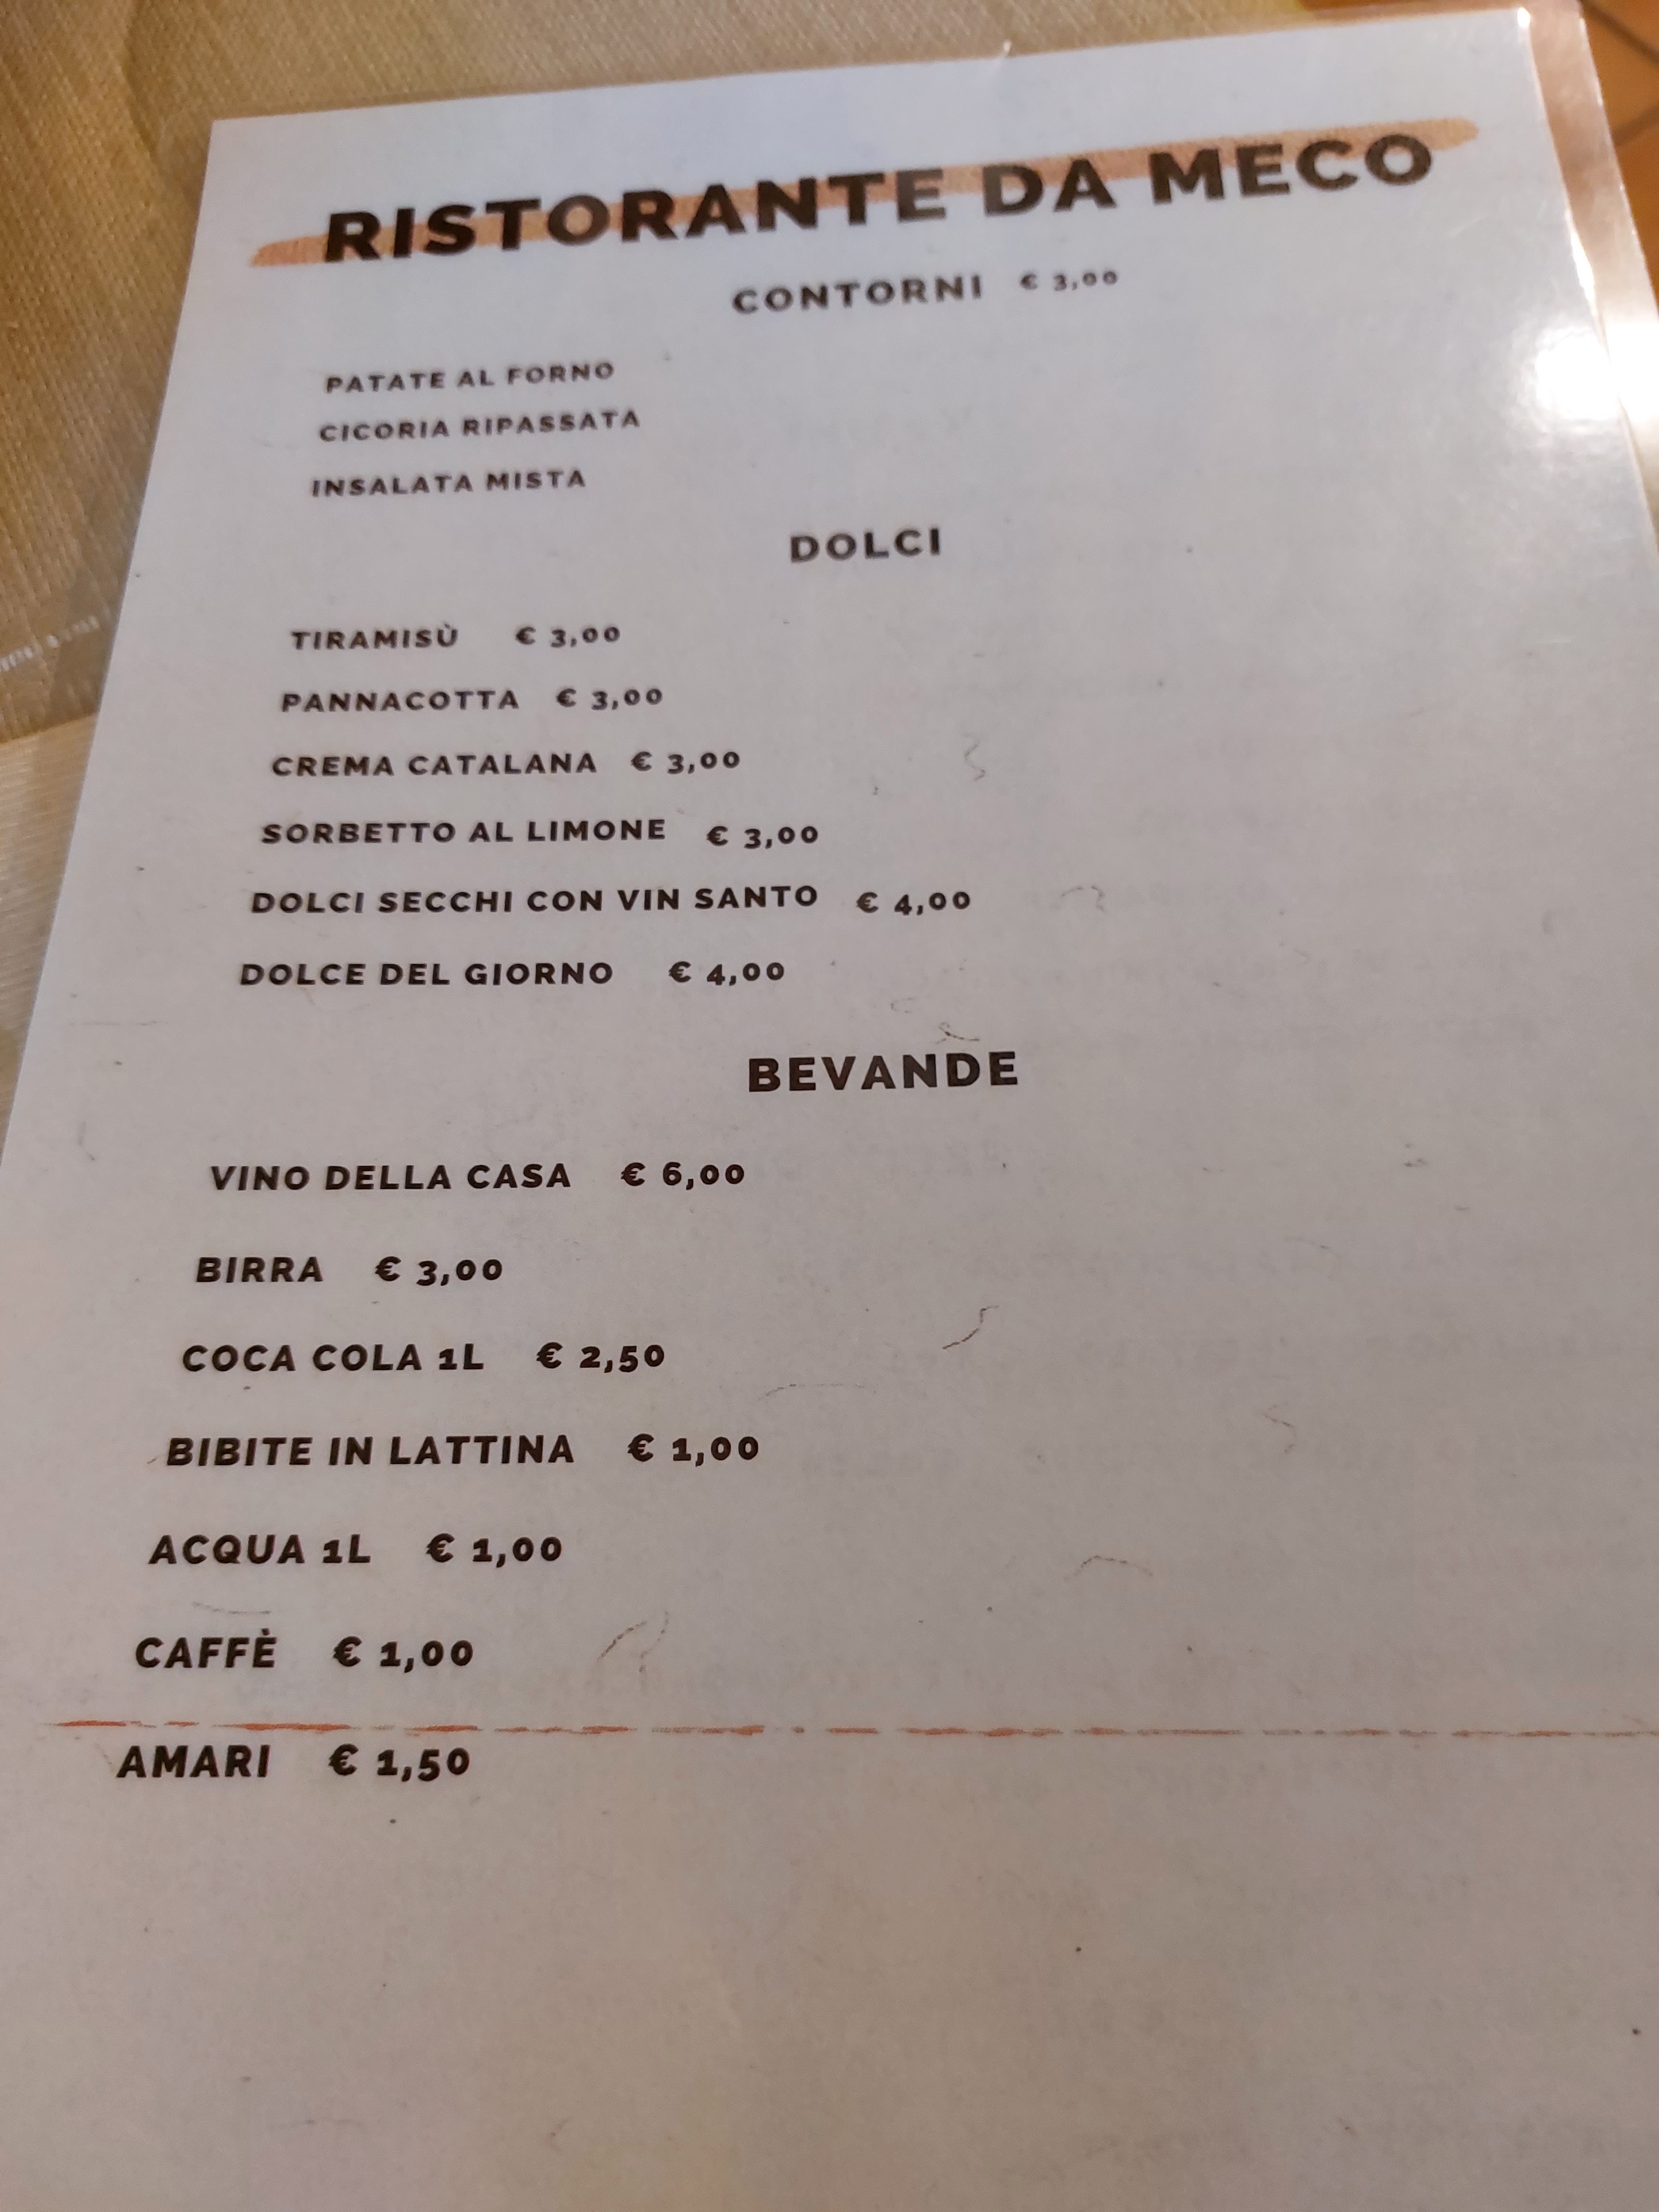 RISTORANTE DA MECO
CONTORNI € 3,00
PATATE AL FORNO
CICORIA RIPASSATA
INSALATA MISTA
DOLCI
TIRAMISÙ € 3,00
PANNACOTTA € 3,00
CREMA CATALANA € 3,00
SORBETTO AL LIMONE € 3,00
DOLCI SECCHI CON VIN SANTO € 4,00
DOLCE DEL GIORNO € 4,00
BEVANDE
VINO DELLA CASA € 6,00
BIRRA € 3,00
COCA COLA 1L € 2,50
BIBITE IN LATTINA € 1,00
ACQUA 1L € 1,00
CAFFÈ € 1,00
AMARI € 1,50